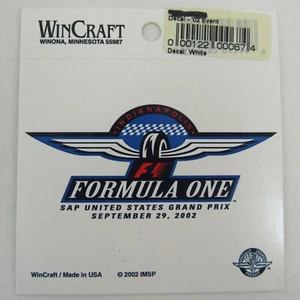 WINCRAFT
WINONA, MINNESOTA 55987
Decal - '02 Event
0 00122 00067 4
Decal: White
INDIANAPOLIS
F1
FORMULA ONE™
SAP UNITED STATES GRAND PRIX
SEPTEMBER 29, 2002
WinCraft / Made in USA
© 2002 IMSP